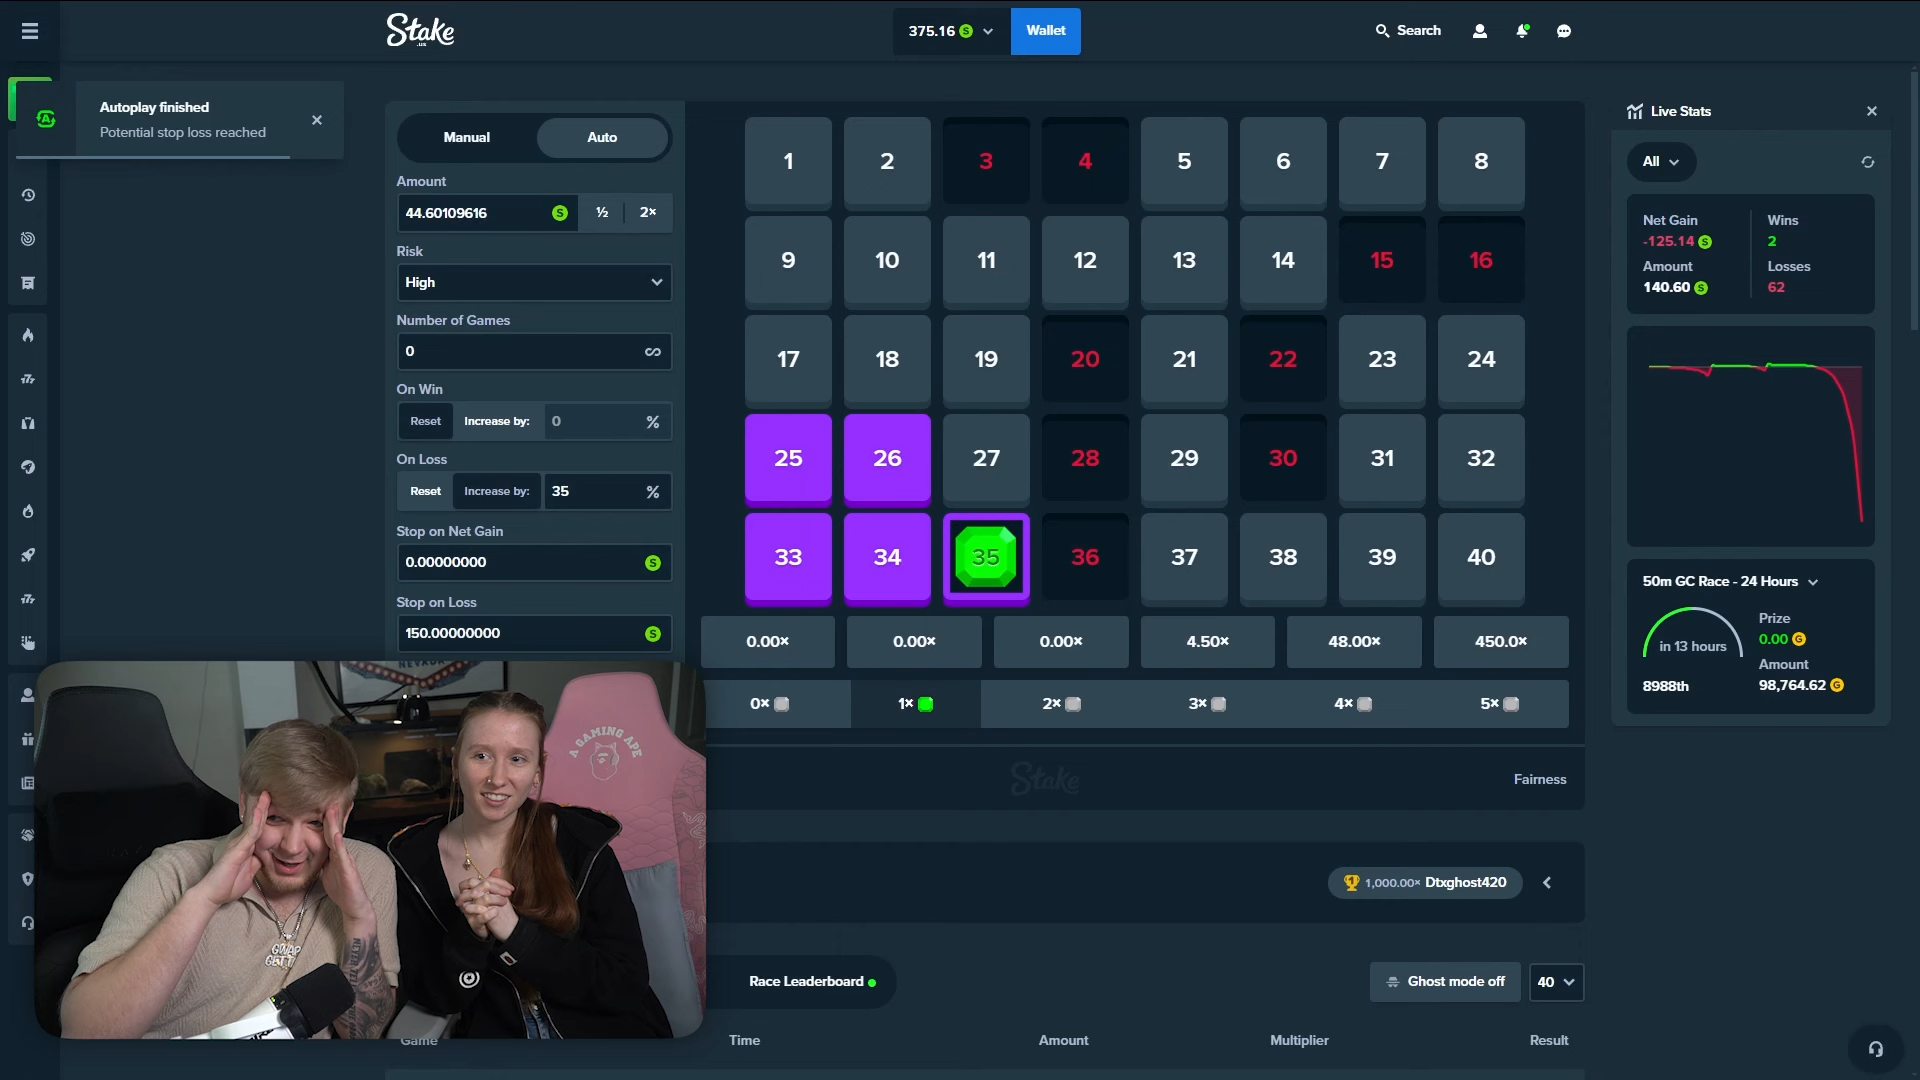 Stake
.us
375.16
Wallet
Search
Autoplay finished
Potential stop loss reached
Manual
Auto
Amount
44.60109616
½
2×
Risk
High
Number of Games
0
∞
On Win
Reset
Increase by:
0
%
On Loss
Reset
Increase by:
35
%
Stop on Net Gain
0.00000000
Stop on Loss
150.00000000
1 2 3 4 5 6 7 8
9 10 11 12 13 14 15 16
17 18 19 20 21 22 23 24
25 26 27 28 29 30 31 32
33 34 35 36 37 38 39 40
0.00× 0.00× 0.00× 4.50× 48.00× 450.0×
0× 1× 2× 3× 4× 5×
Stake
Fairness
1,000.00× Dtxghost420
Race Leaderboard
Ghost mode off
40
Game
Time
Amount
Multiplier
Result
Live Stats
All
Net Gain
-125.14
Wins
2
Amount
140.60
Losses
62
50m GC Race - 24 Hours
in 13 hours
8988th
Prize
0.00
Amount
98,764.62
NEVADA
A GAMING APE
GWAP
GETT